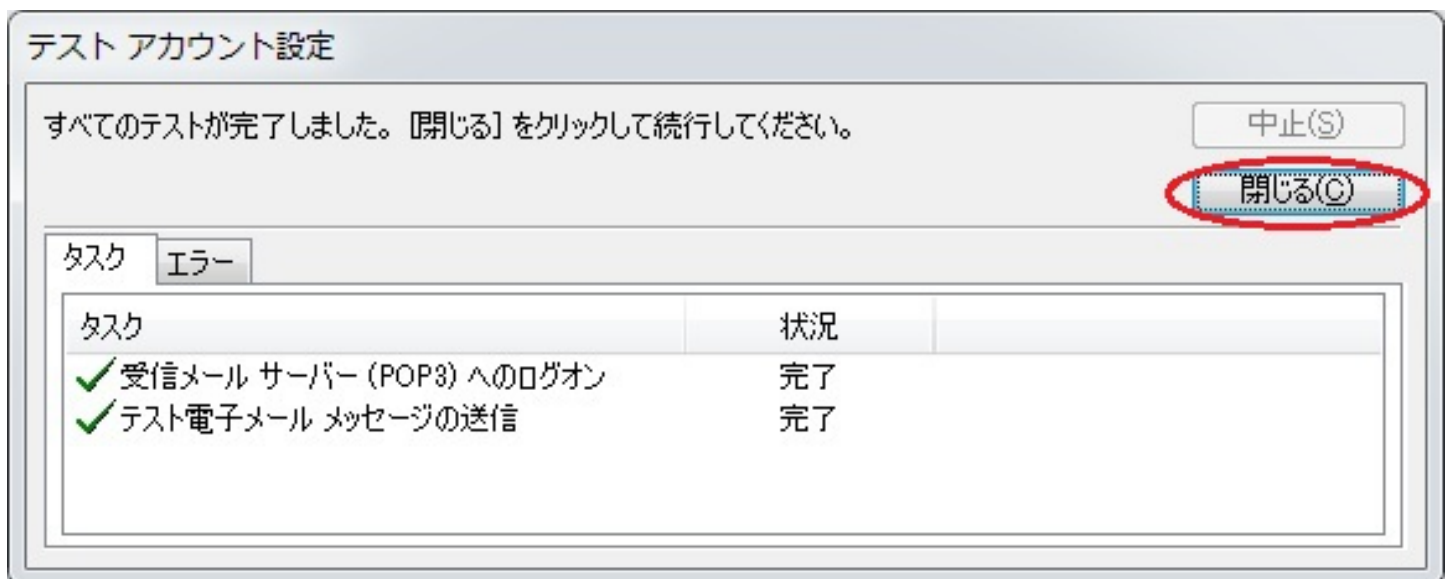 テスト アカウント設定
すべてのテストが完了しました。[閉じる] をクリックして続行してください。
中止(S)
閉じる(C)
タスク
エラー
タスク 状況
受信メール サーバー (POP3) へのログオン 完了
テスト電子メール メッセージの送信 完了